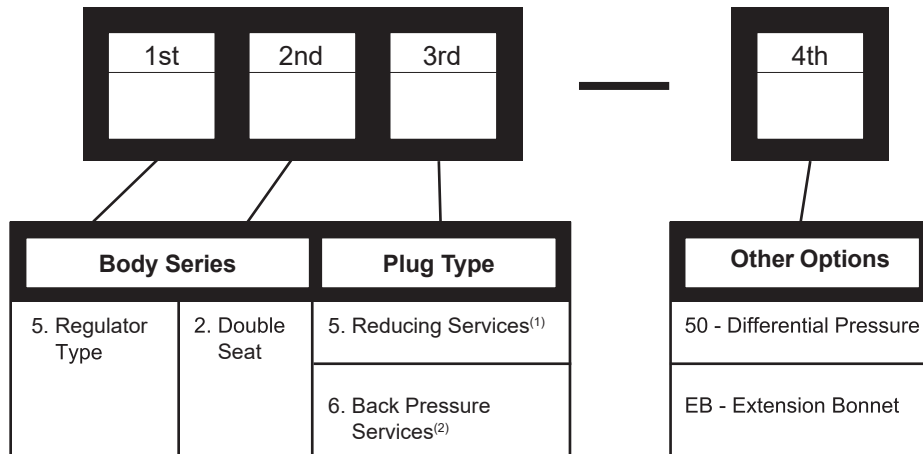 1st 2nd 3rd 4th
Body Series Plug Type Other Options
5. Regulator
Type
2. Double
Seat
5. Reducing Services(1)
6. Back Pressure
Services(2)
50 - Differential Pressure
EB - Extension Bonnet